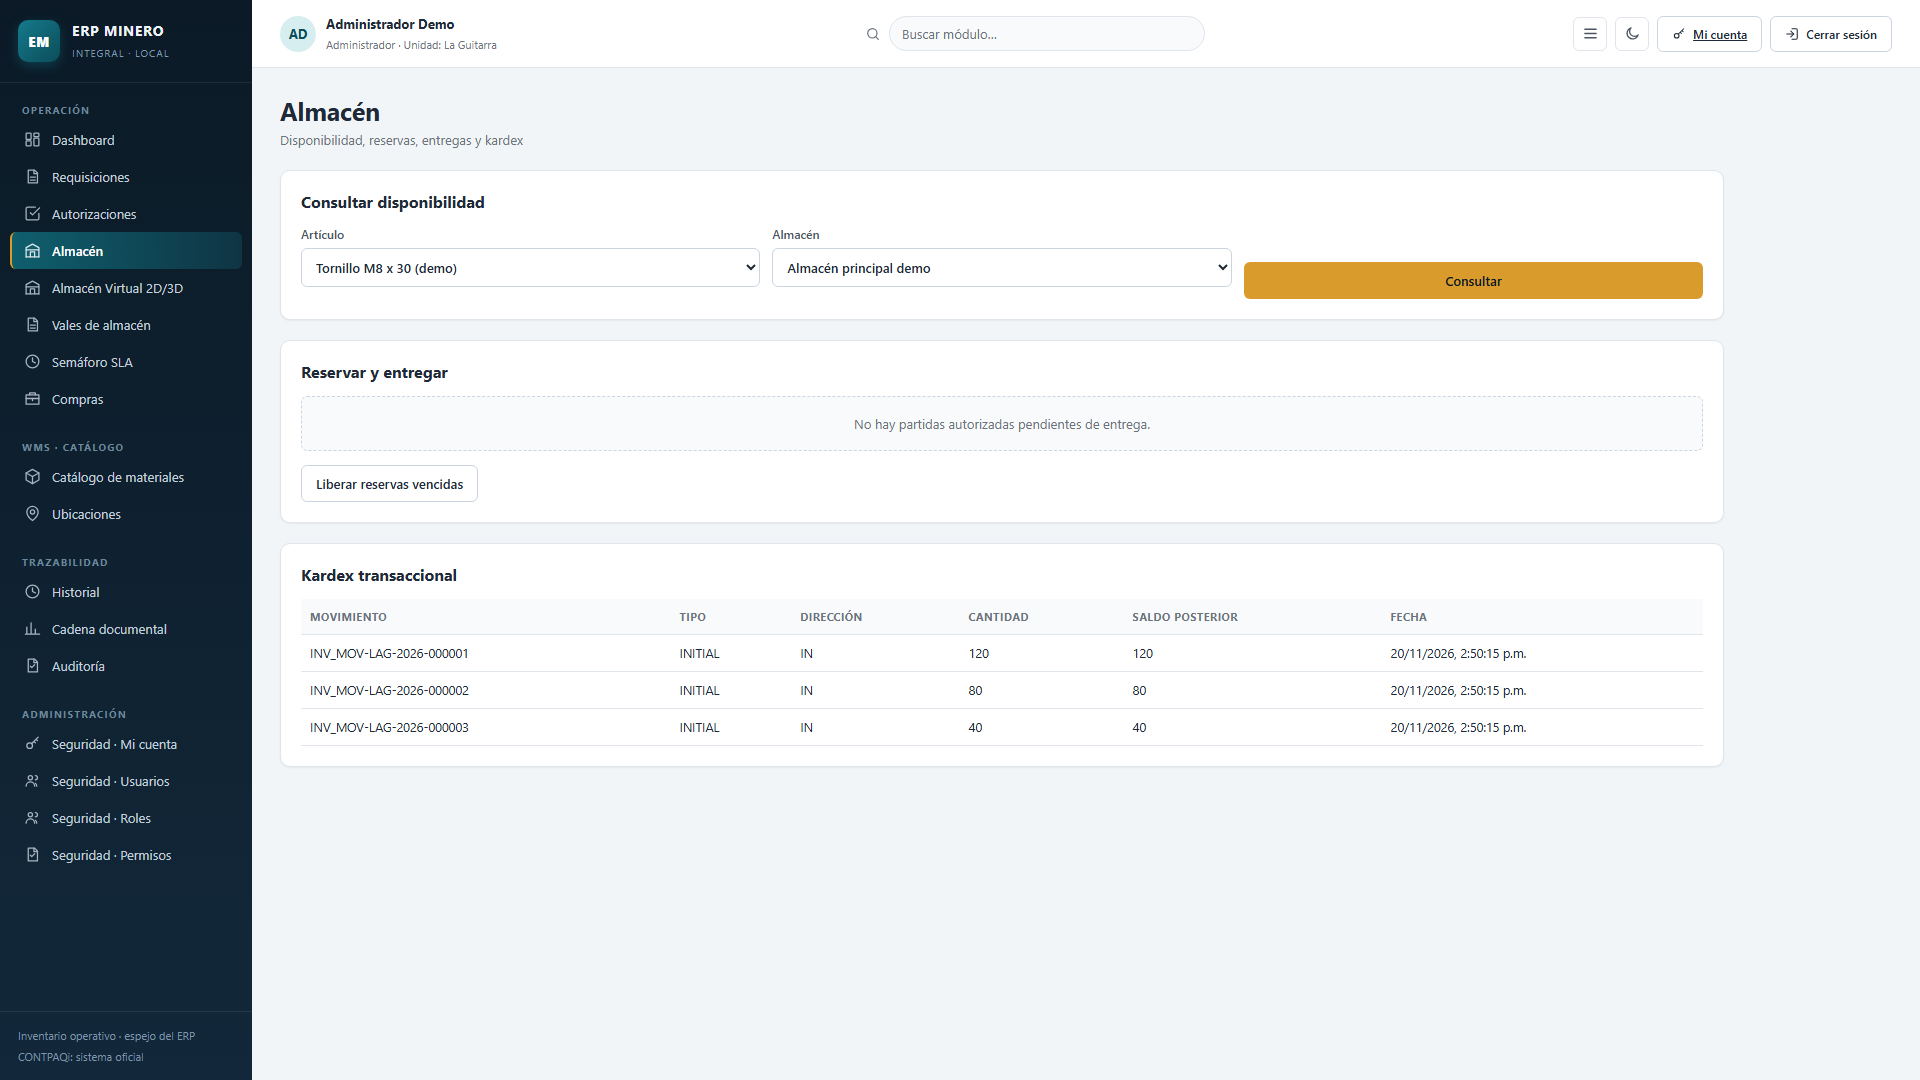 EM
ERP MINERO
INTEGRAL · LOCAL
OPERACIÓN
Dashboard
Requisiciones
Autorizaciones
Almacén
Almacén Virtual 2D/3D
Vales de almacén
Semáforo SLA
Compras
WMS · CATÁLOGO
Catálogo de materiales
Ubicaciones
TRAZABILIDAD
Historial
Cadena documental
Auditoría
ADMINISTRACIÓN
Seguridad · Mi cuenta
Seguridad · Usuarios
Seguridad · Roles
Seguridad · Permisos
Inventario operativo · espejo del ERP
CONTPAQi: sistema oficial
AD
Administrador Demo
Administrador · Unidad: La Guitarra
Buscar módulo...
Mi cuenta
Cerrar sesión
Almacén
Disponibilidad, reservas, entregas y kardex
Consultar disponibilidad
Artículo Almacén
Tornillo M8 x 30 (demo) Almacén principal demo
Consultar
Reservar y entregar
No hay partidas autorizadas pendientes de entrega.
Liberar reservas vencidas
Kardex transaccional
MOVIMIENTO TIPO DIRECCIÓN CANTIDAD SALDO POSTERIOR FECHA
INV_MOV-LAG-2026-000001 INITIAL IN 120 120 20/11/2026, 2:50:15 p.m.
INV_MOV-LAG-2026-000002 INITIAL IN 80 80 20/11/2026, 2:50:15 p.m.
INV_MOV-LAG-2026-000003 INITIAL IN 40 40 20/11/2026, 2:50:15 p.m.